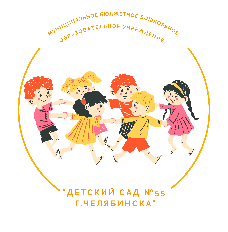 МУНИЦИПАЛЬНОЕ БЮДЖЕТНОЕ ДОШКОЛЬНОЕ
ОБРАЗОВАТЕЛЬНОЕ УЧРЕЖДЕНИЕ
"ДЕТСКИЙ САД №55
Г.ЧЕЛЯБИНСКА"